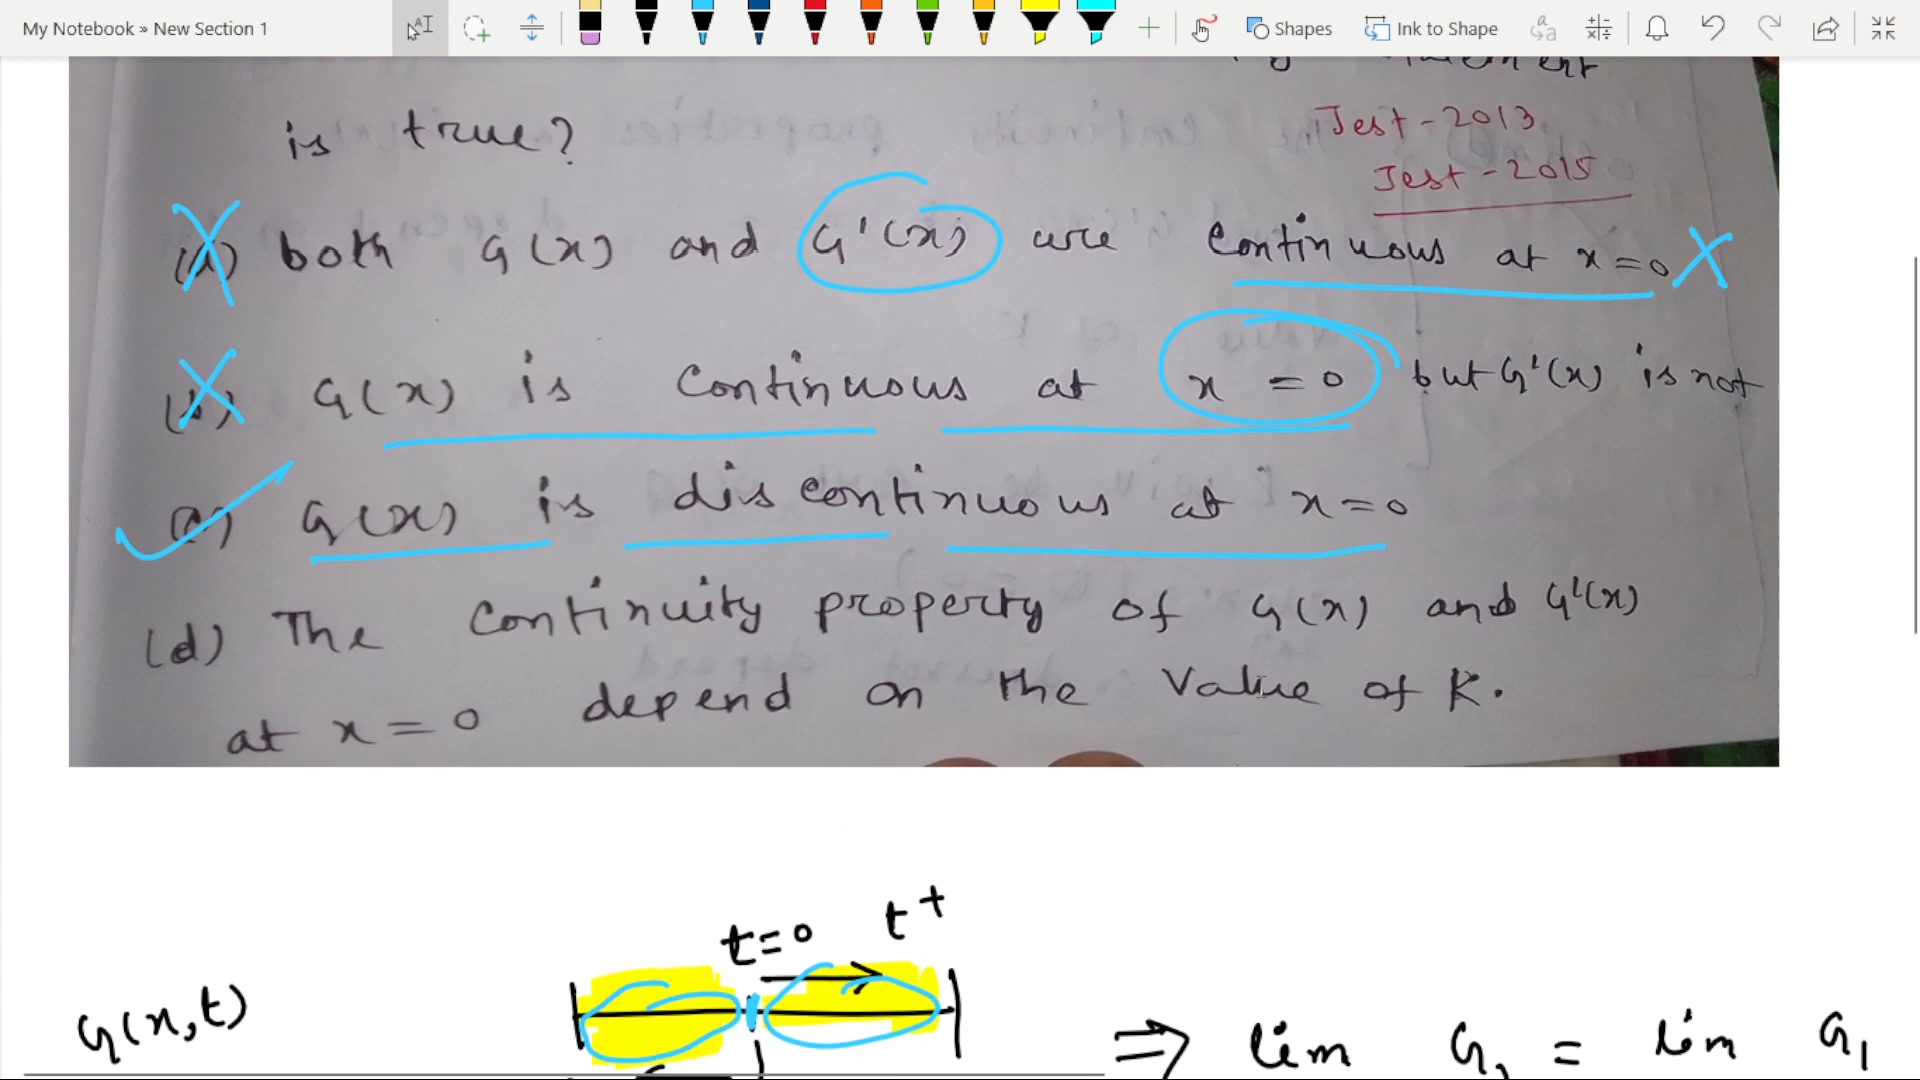 My Notebook » New Section 1
Shapes
Ink to Shape
is true?
Jest - 2013
Jest - 2015
(a) both G(x) and G'(x) are continuous at x=0
(b) G(x) is continuous at x=0 but G'(x) is not
(c) G(x) is discontinuous at x=0
(d) The continuity property of G(x) and G'(x)
at x=0 depend on the Value of K.
t=0 t+
G(x,t)
⇒ lim G = lim G1